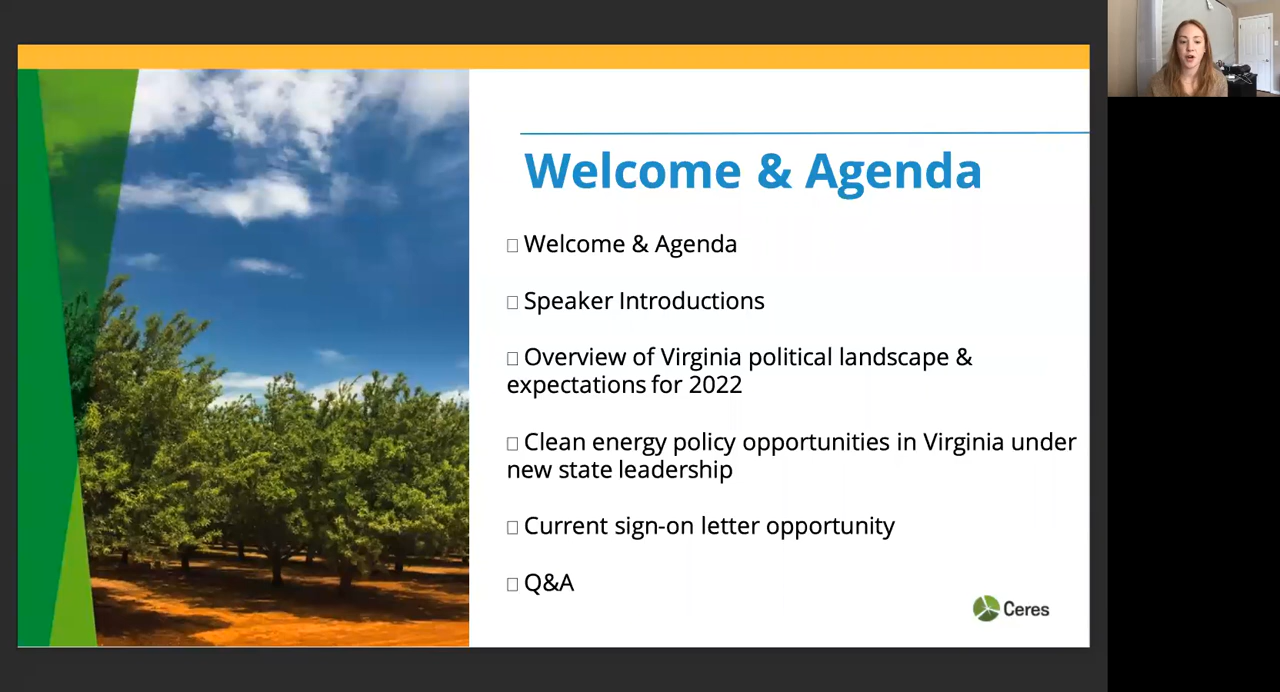 Welcome & Agenda
□ Welcome & Agenda
□ Speaker Introductions
□ Overview of Virginia political landscape &
expectations for 2022
□ Clean energy policy opportunities in Virginia under
new state leadership
□ Current sign-on letter opportunity
□ Q&A
Ceres